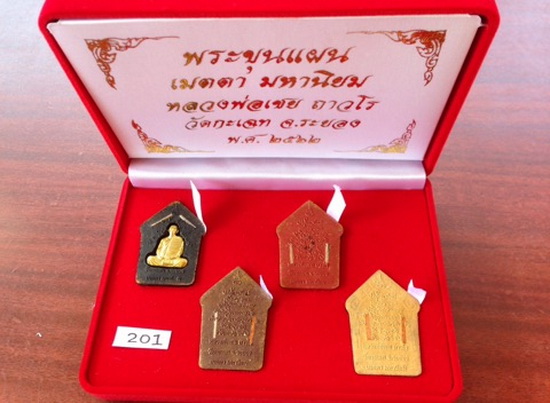 พระขุนแผน
เมตตา มหานิยม
หลวงพ่อเชย ถาวโร
วัดกะเฉท จ.ระยอง
พ.ศ. ๒๕๖๒
201